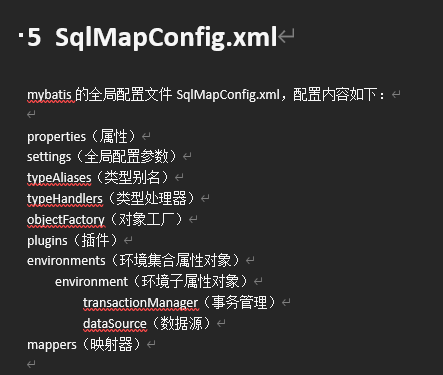 5 SqlMapConfig.xml
mybatis 的全局配置文件 SqlMapConfig.xml，配置内容如下：
properties（属性）
settings（全局配置参数）
typeAliases（类型别名）
typeHandlers（类型处理器）
objectFactory（对象工厂）
plugins（插件）
environments（环境集合属性对象）
environment（环境子属性对象）
transactionManager（事务管理）
dataSource（数据源）
mappers（映射器）